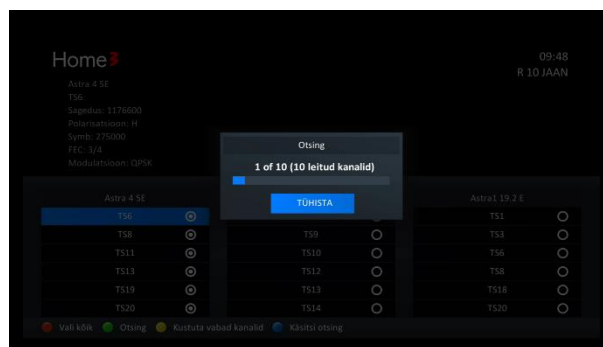 Home3
09:48
R 10 JAAN
Astra 4 5E
TS6
Sagedus: 1176600
Polarisatsioon: H
Symb: 275000
FEC: 3/4
Modulatsioon: QPSK
Otsing
1 of 10 (10 leitud kanalid)
TÜHISTA
Astra 4 5E
Astra1 19.2 E
TS6
TS1
TS8
TS9
TS3
TS11
TS10
TS6
TS13
TS12
TS8
TS19
TS13
TS18
TS20
TS14
TS20
Vali kõik
Otsing
Kustuta vabad kanalid
Käsitsi otsing